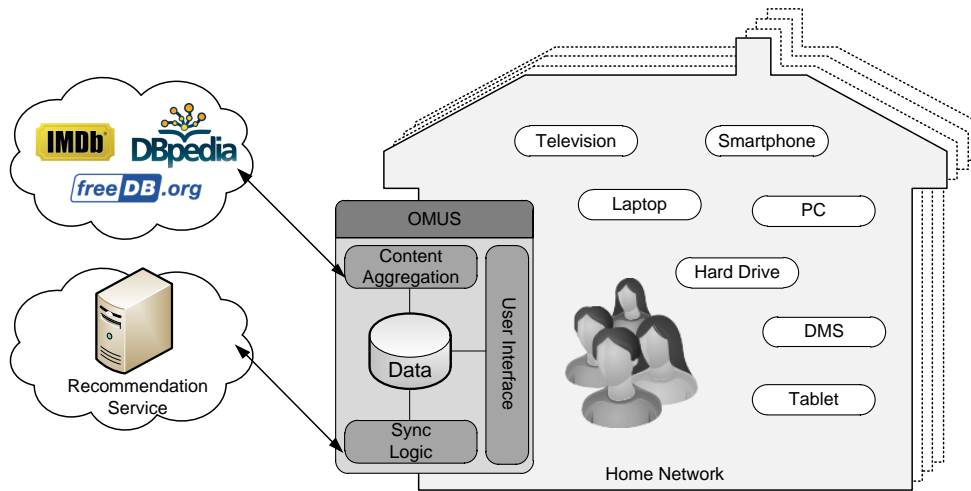 IMDb
DBpedia
freeDB.org
Recommendation
Service
OMUS
Content
Aggregation
Data
Sync
Logic
User Interface
Television
Smartphone
Laptop
PC
Hard Drive
DMS
Tablet
Home Network